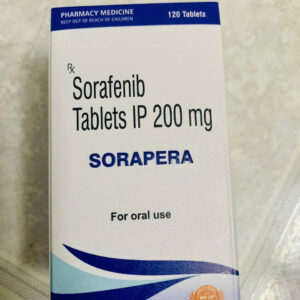 PHARMACY MEDICINE
KEEP OUT OF REACH OF CHILDREN
120 Tablets
Rx
Sorafenib
Tablets IP 200 mg
SORAPERA
For oral use